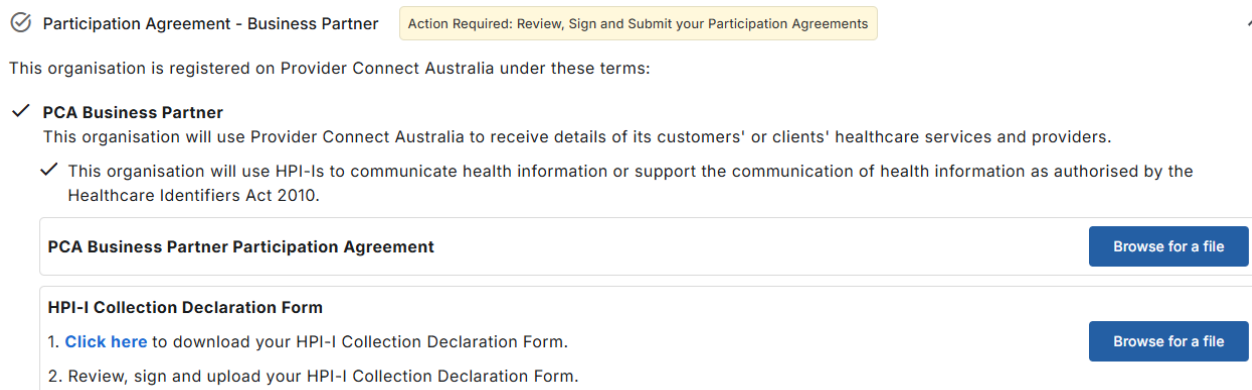 Participation Agreement - Business Partner
Action Required: Review, Sign and Submit your Participation Agreements
This organisation is registered on Provider Connect Australia under these terms:
PCA Business Partner
This organisation will use Provider Connect Australia to receive details of its customers' or clients' healthcare services and providers.
This organisation will use HPI-Is to communicate health information or support the communication of health information as authorised by the
Healthcare Identifiers Act 2010.
PCA Business Partner Participation Agreement
Browse for a file
HPI-I Collection Declaration Form
1. Click here to download your HPI-I Collection Declaration Form.
Browse for a file
2. Review, sign and upload your HPI-I Collection Declaration Form.